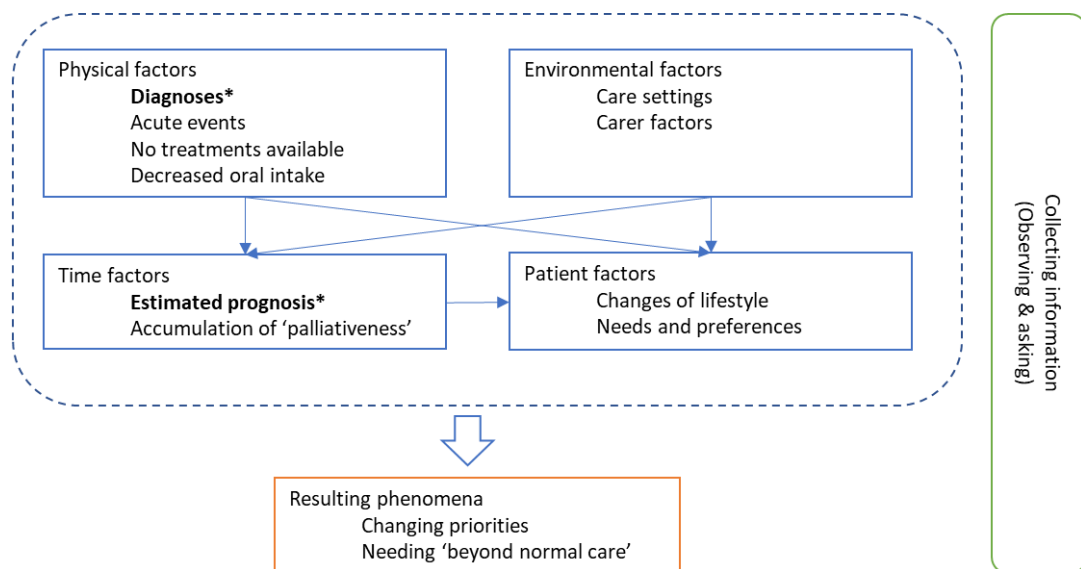 Physical factors
Diagnoses*
Acute events
No treatments available
Decreased oral intake
Environmental factors
Care settings
Carer factors
Time factors
Estimated prognosis*
Accumulation of ‘palliativeness’
Patient factors
Changes of lifestyle
Needs and preferences
Resulting phenomena
Changing priorities
Needing ‘beyond normal care’
Collecting information
(Observing & asking)